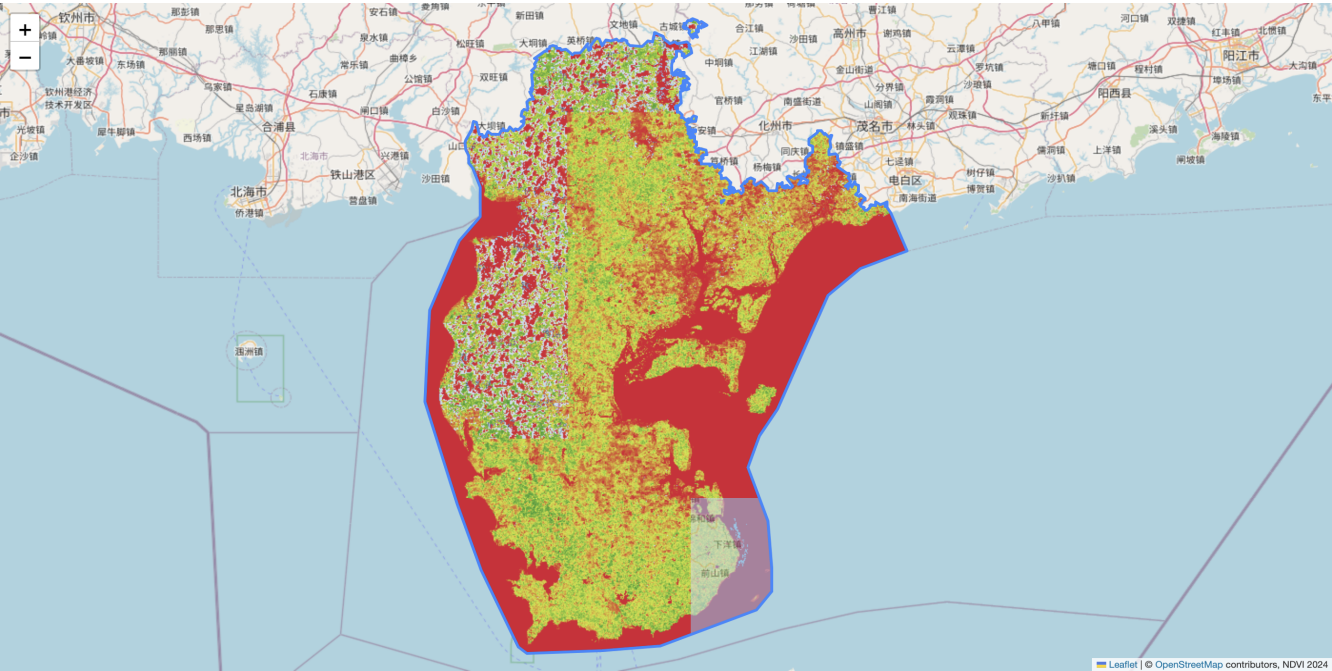 +
−
钦州市
那彭镇
那思镇
安石镇
菱角镇
新田镇
文地镇
古城镇
合江镇
曹江镇
高州市
谢鸡镇
八甲镇
河口镇
双捷镇
红丰镇
北惯镇
阳江市
大沟镇
那丽镇
泉水镇
松旺镇
大垌镇
英桥镇
沙田镇
江湖镇
云潭镇
大番坡镇
东场镇
曲樟乡
常乐镇
中垌镇
金山街道
罗坑镇
塘口镇
程村镇
埠场镇
钦州港经济
技术开发区
乌家镇
石康镇
公馆镇
双旺镇
分界镇
沙琅镇
阳西县
星岛湖镇
闸口镇
白沙镇
官桥镇
南盛街道
山阁镇
霞洞镇
观珠镇
新圩镇
光坡镇
犀牛脚镇
西场镇
合浦县
大坝镇
安镇
化州市
茂名市
林头镇
溪头镇
海陵镇
企沙镇
北海市
兴港镇
山口
同庆镇
镇盛镇
七迳镇
儒洞镇
上洋镇
闸坡镇
铁山港区
沙田镇
笪桥镇
杨梅镇
电白区
树仔镇
沙扒镇
北海市
营盘镇
博贺镇
南海街道
侨港镇
涠洲镇
下洋镇
前山镇
Leaflet | © OpenStreetMap contributors, NDVI 2024